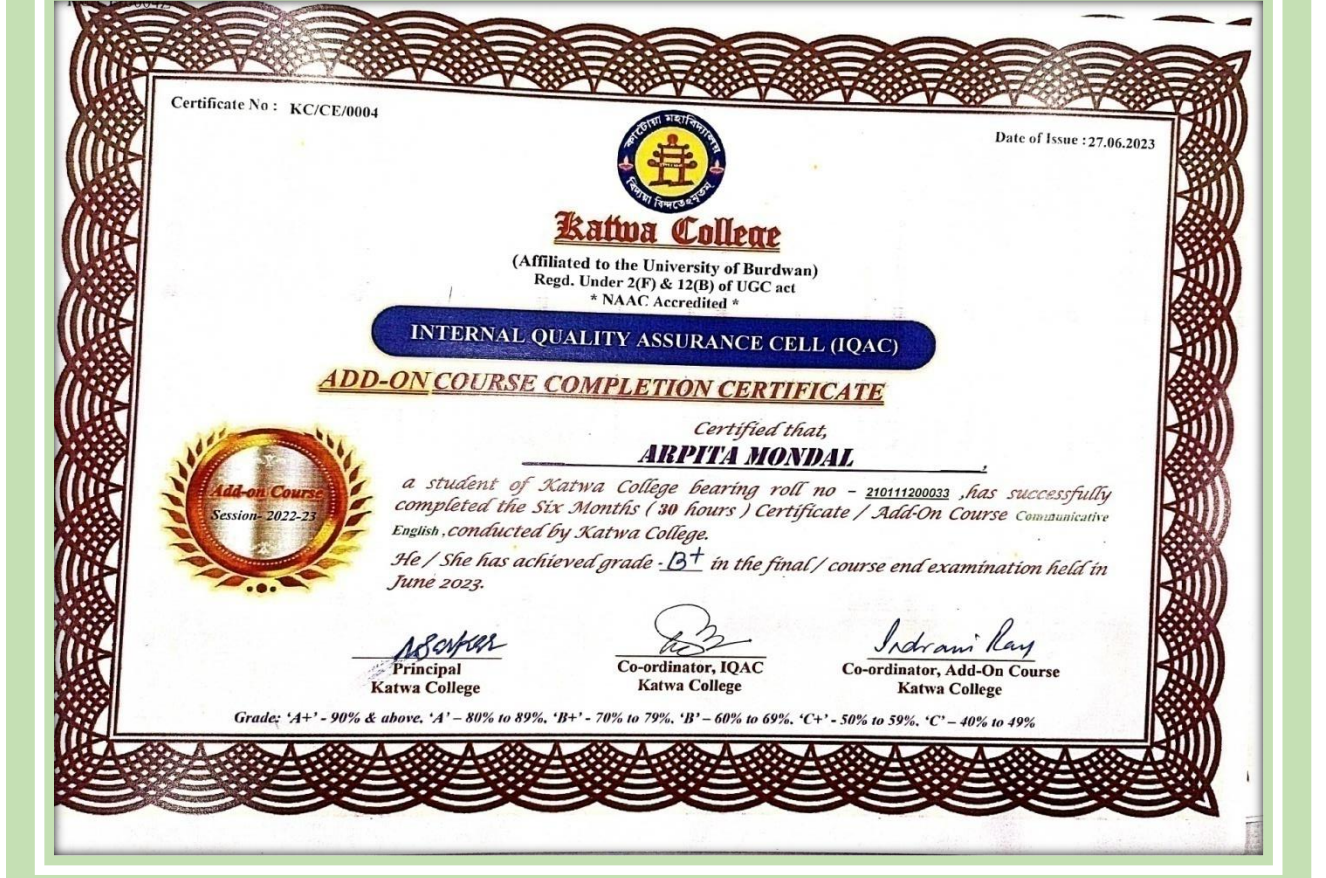 Certificate No : KC/CE/0004
Date of Issue :27.06.2023
কাটোয়া মহাবিদ্যালয়
বিদ্যয়া বিন্দতেঽমৃতম্
Katwa College
(Affiliated to the University of Burdwan)
Regd. Under 2(F) & 12(B) of UGC act
* NAAC Accredited *
INTERNAL QUALITY ASSURANCE CELL (IQAC)
ADD-ON COURSE COMPLETION CERTIFICATE
Certified that,
ARPITA MONDAL ,
Add-on Course
Session- 2022-23
a student of Katwa College bearing roll no - 210111200033 ,has successfully
completed the Six Months ( 30 hours ) Certificate / Add-On Course Communicative
English ,conducted by Katwa College.
He / She has achieved grade - B+ in the final / course end examination held in
June 2023.
Principal
Katwa College
Co-ordinator, IQAC
Katwa College
Indrani Ray
Co-ordinator, Add-On Course
Katwa College
Grade: ‘A+’ - 90% & above. ‘A’ – 80% to 89%. ‘B+’ - 70% to 79%. ‘B’ – 60% to 69%. ‘C+’ - 50% to 59%. ‘C’ – 40% to 49%